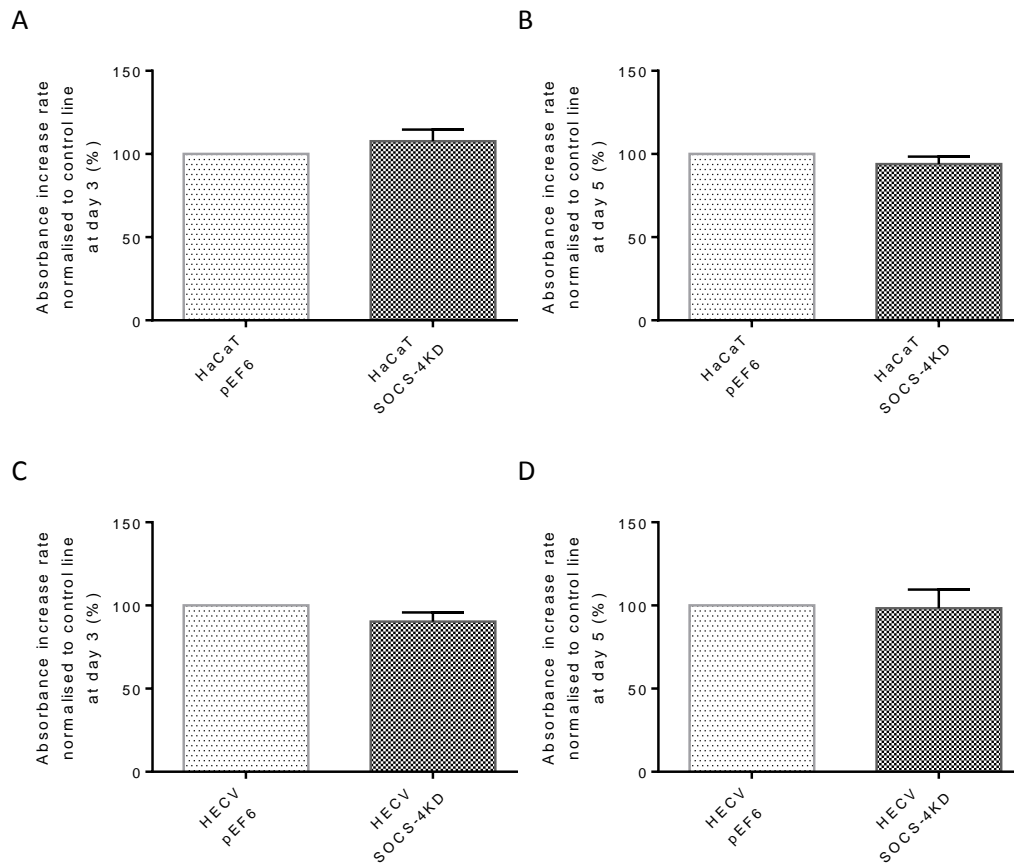 A
Absorbance increase rate
normalised to control line
at day 3 (%)
150
100
50
0
HaCaT
pEF6
HaCaT
SOCS-4KD
B
Absorbance increase rate
normalised to control line
at day 5 (%)
150
100
50
0
HaCaT
pEF6
HaCaT
SOCS-4KD
C
Absorbance increase rate
normalised to control line
at day 3 (%)
150
100
50
0
HECV
pEF6
HECV
SOCS-4KD
D
Absorbance increase rate
normalised to control line
at day 5 (%)
150
100
50
0
HECV
pEF6
HECV
SOCS-4KD